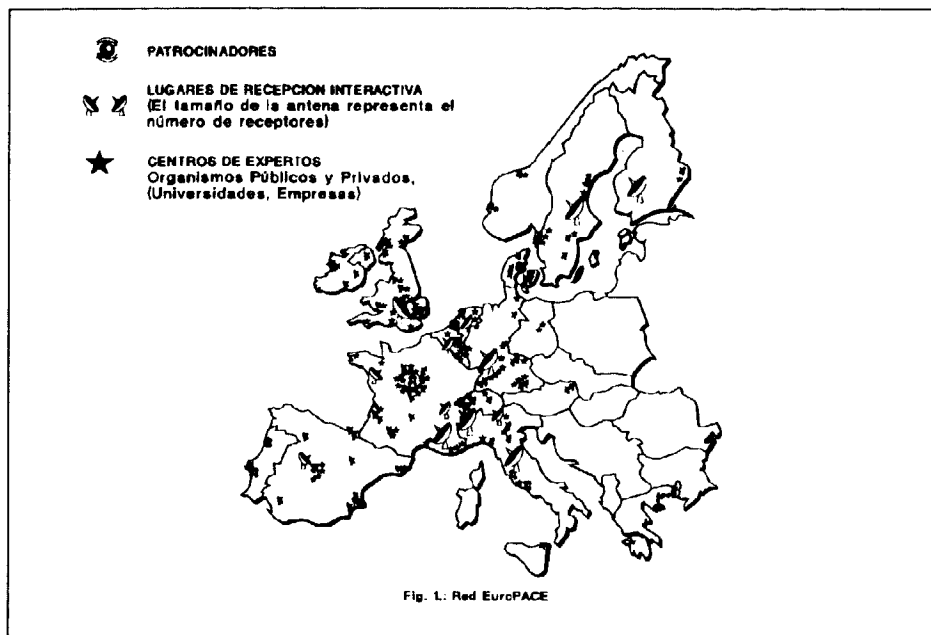 PATROCINADORES
LUGARES DE RECEPCION INTERACTIVA
(El tamaño de la antena representa el
número de receptores)
CENTROS DE EXPERTOS
Organismos Públicos y Privados,
(Universidades, Empresas)
Fig. 1.: Red EuroPACE